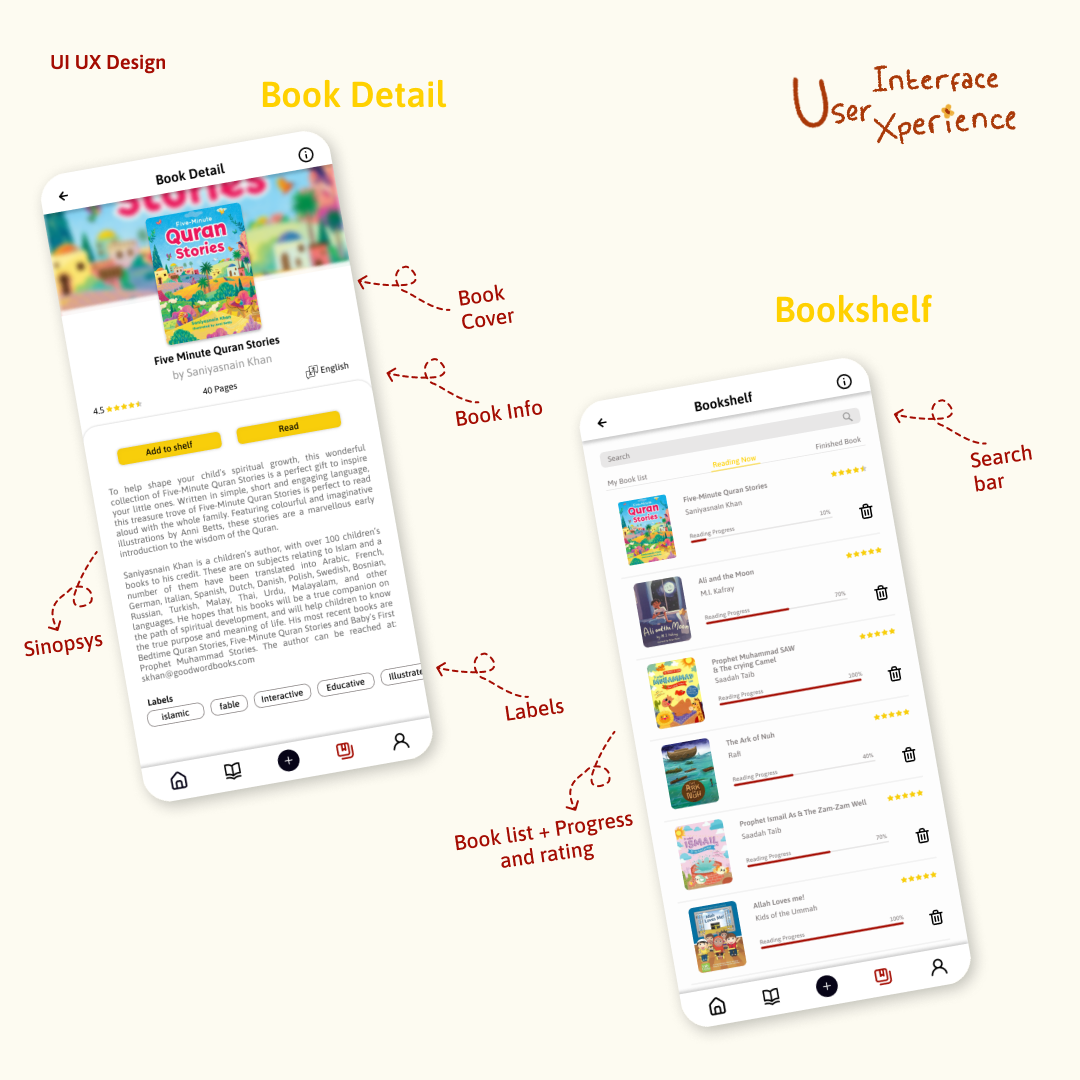 UI UX Design
Book Detail
User
Interface
Xperience
Book Detail
Stories
Five-Minute
Quran
Stories
Saniyasnain Khan
Five Minute Quran Stories
by Saniyasnain Khan
40 Pages
English
4.5
Add to shelf
Read
To help shape your child's spiritual growth, this wonderful
collection of Five-Minute Quran Stories is a perfect gift to inspire
your little ones. Written in simple, short and engaging language,
this treasure trove of Five-Minute Quran Stories is perfect to read
aloud with the whole family. Featuring colourful and imaginative
illustrations by Anni Betts, these stories are a marvellous early
introduction to the wisdom of the Quran.
Saniyasnain Khan is a children's author, with over 100 children's
books to his credit. These are on subjects relating to Islam and a
number of them have been translated into Arabic, French,
German, Italian, Spanish, Dutch, Danish, Polish, Swedish, Bosnian,
Russian, Turkish, Malay, Thai, Urdu, Malayalam, and other
languages. He hopes that his books will be a true companion on
the path of spiritual development, and will help children to know
the true purpose and meaning of life. His most recent books are
Bedtime Quran Stories, Five-Minute Quran Stories and Baby's First
Prophet Muhammad Stories. The author can be reached at:
skhan@goodwordbooks.com
Labels
islamic
fable
Interactive
Educative
Illustrate
Book
Cover
Book Info
Sinopsys
Labels
Bookshelf
Bookshelf
Search
My Book list
Reading Now
Finished Book
Quran
Stories
Five-Minute Quran Stories
Saniyasnain Khan
Reading Progress
10%
Ali and the Moon
Ali and the Moon
M.I. Kafray
Reading Progress
70%
MUHAMMAD
Prophet Muhammad SAW
& The crying Camel
Saadah Taib
Reading Progress
100%
Ark
Nuh
The Ark of Nuh
Rafi
Reading Progress
40%
ISMAIL
Prophet Ismail As & The Zam-Zam Well
Saadah Taib
Reading Progress
70%
Allah
Loves Me!
Allah Loves me!
Kids of the Ummah
Reading Progress
100%
Search
bar
Book list + Progress
and rating